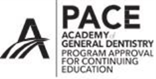 PACE
ACADEMY of
GENERAL DENTISTRY
PROGRAM APPROVAL
FOR CONTINUING
EDUCATION